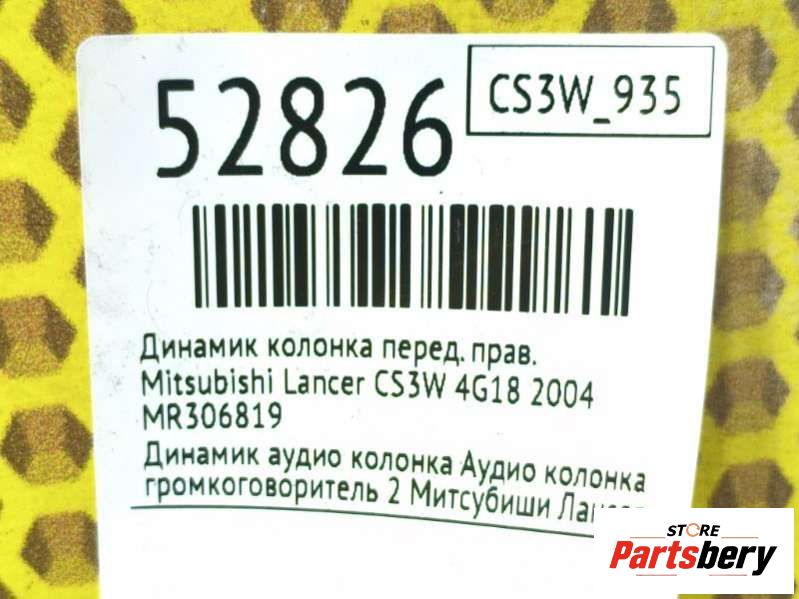 52826
CS3W_935
Динамик колонка перед. прав.
Mitsubishi Lancer CS3W 4G18 2004
MR306819
Динамик аудио колонка Аудио колонка
громкоговоритель 2 Митсубиши
STORE
Partsbery